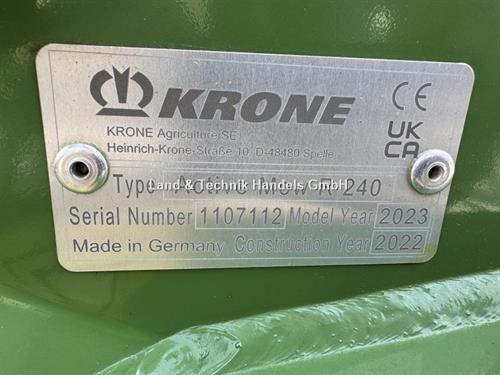 KRONE
CE
KRONE Agriculture SE
Heinrich-Krone-Straße 10, D-48480 Spelle
UK
CA
Type ActiveMow R 240
Land & Technik Handels GmbH
Serial Number 1107112 Model Year 2023
Made in Germany Construction Year 2022